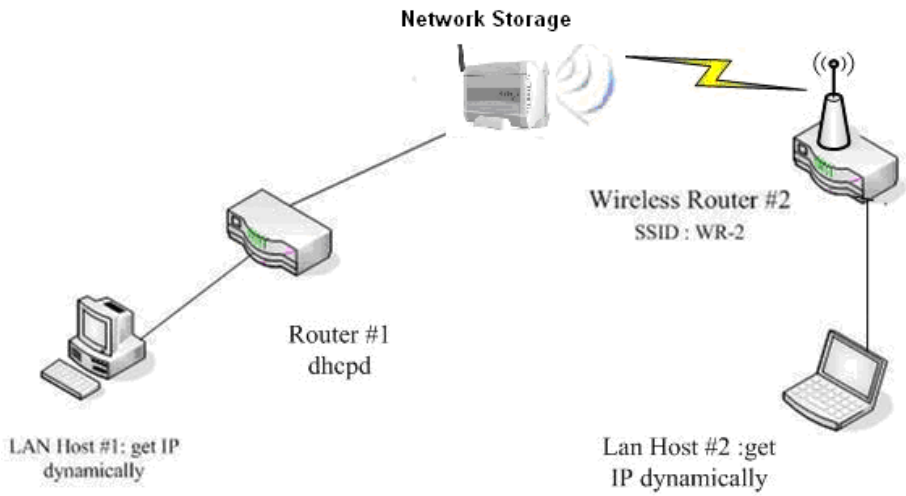 Network Storage
Wireless Router #2
SSID : WR-2
Router #1
dhcpd
LAN Host #1: get IP
dynamically
Lan Host #2 :get
IP dynamically